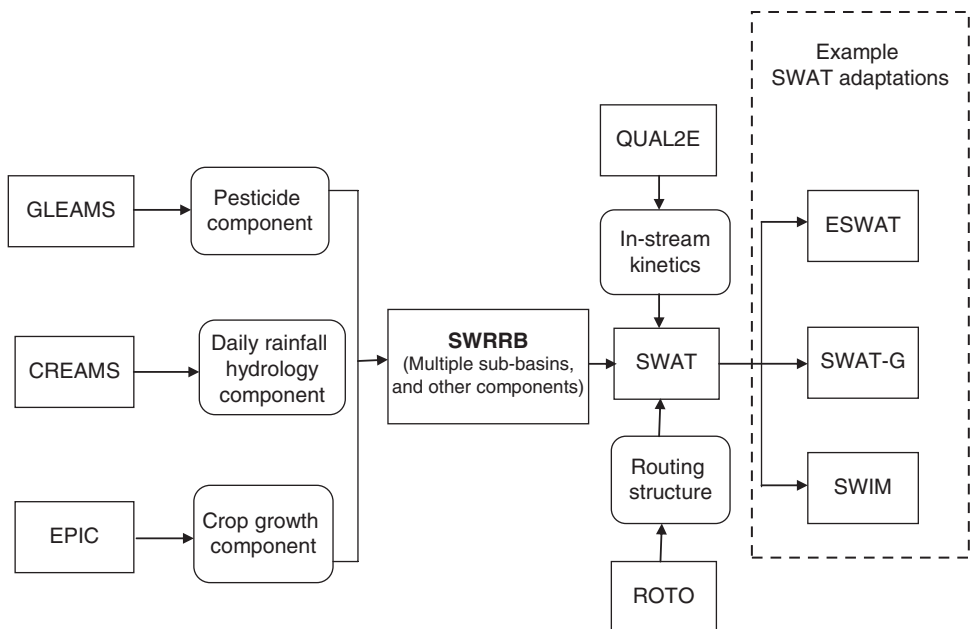 Example
SWAT adaptations
QUAL2E
GLEAMS
Pesticide
component
In-stream
kinetics
ESWAT
CREAMS
Daily rainfall
hydrology
component
SWRRB
(Multiple sub-basins,
and other components)
SWAT
SWAT-G
Routing
structure
SWIM
EPIC
Crop growth
component
ROTO